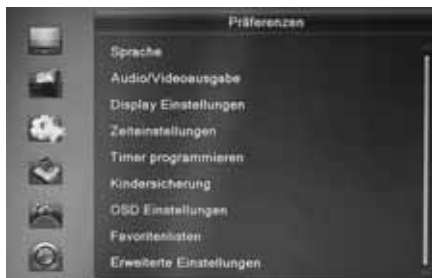 Präferenzen
Sprache
Audio/Videoausgabe
Display Einstellungen
Zeiteinstellungen
Timer programmieren
Kindersicherung
OSD Einstellungen
Favoritenlisten
Erweiterte Einstellungen